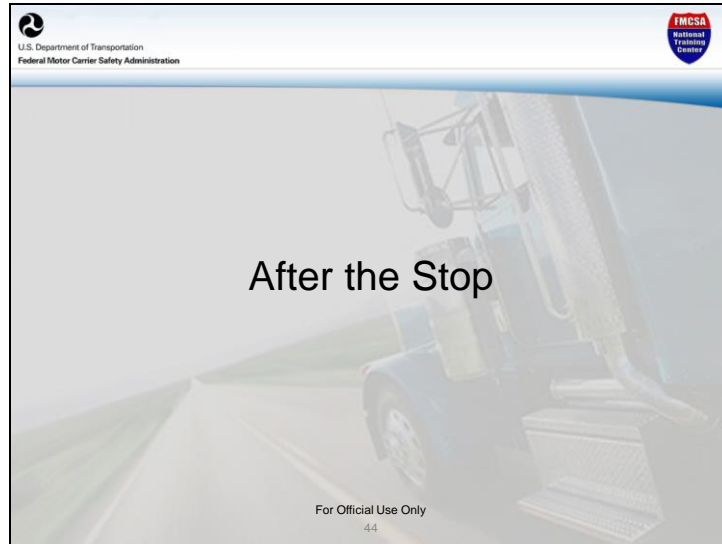 U.S. Department of Transportation
Federal Motor Carrier Safety Administration
FMCSA
National
Training
Center
After the Stop
For Official Use Only
44